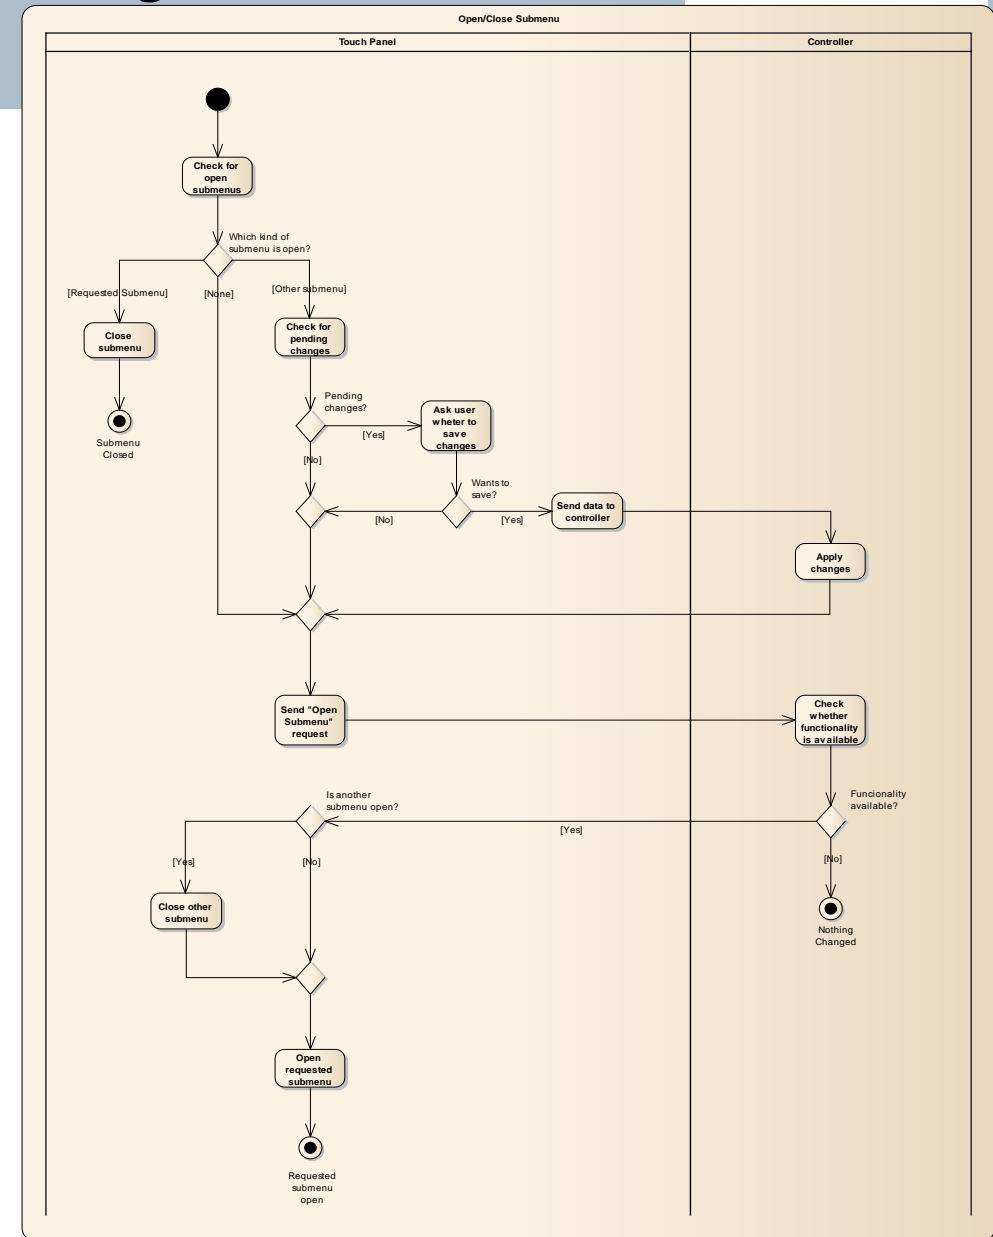 Open/Close Submenu
Touch Panel
Controller
Check for
open
submenus
Which kind of
submenu is open?
[Requested Submenu]
[None]
[Other submenu]
Close
submenu
Check for
pending
changes
Submenu
Closed
Pending
changes?
[Yes]
[No]
Ask user
wheter to
save
changes
Wants to
save?
[No]
[Yes]
Send data to
controller
Apply
changes
Send "Open
Submenu"
request
Check
whether
functionality
is available
Is another
submenu open?
Funcionality
available?
[Yes]
[Yes]
[No]
[No]
Close other
submenu
Nothing
Changed
Open
requested
submenu
Requested
submenu
open